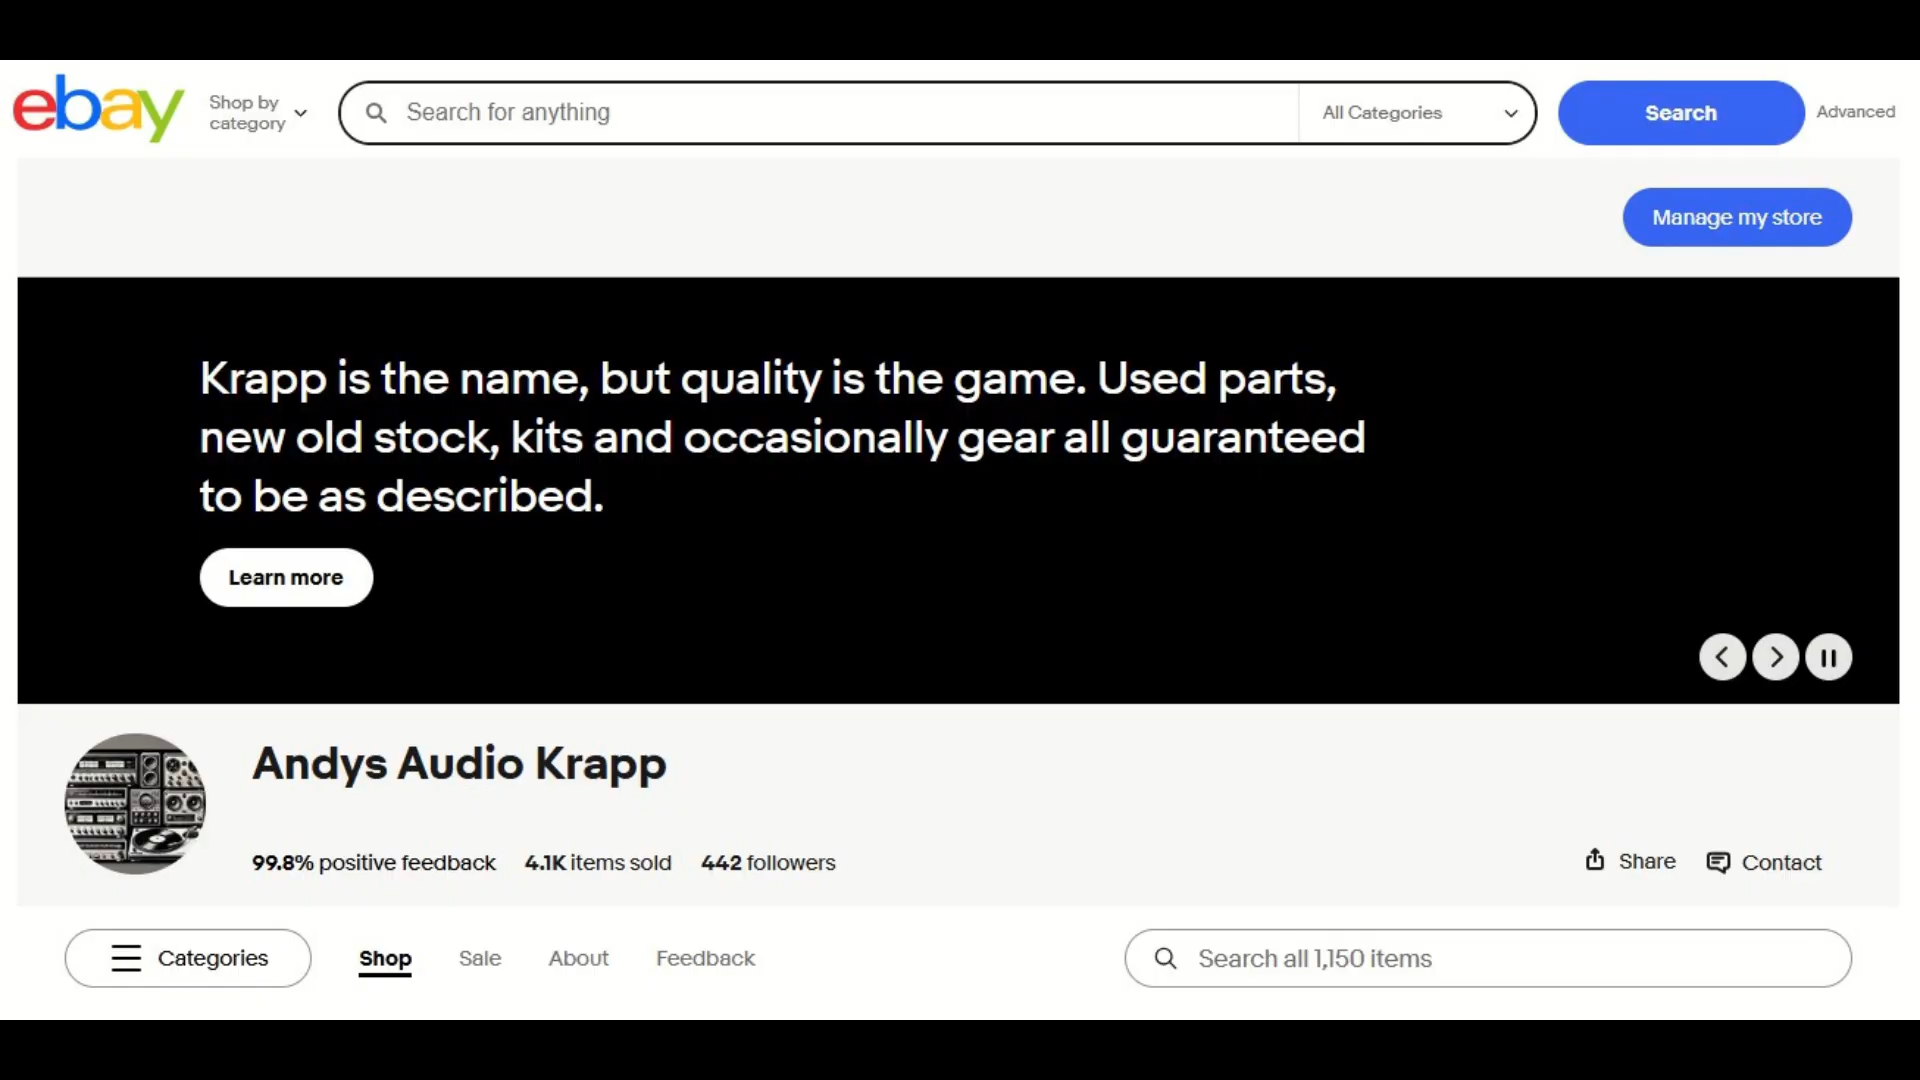 ebay
Shop by
category
Search for anything
All Categories
Search
Advanced
Manage my store
Krapp is the name, but quality is the game. Used parts,
new old stock, kits and occasionally gear all guaranteed
to be as described.
Learn more
Andys Audio Krapp
99.8% positive feedback 4.1K items sold 442 followers
Share
Contact
Categories
Shop
Sale
About
Feedback
Search all 1,150 items